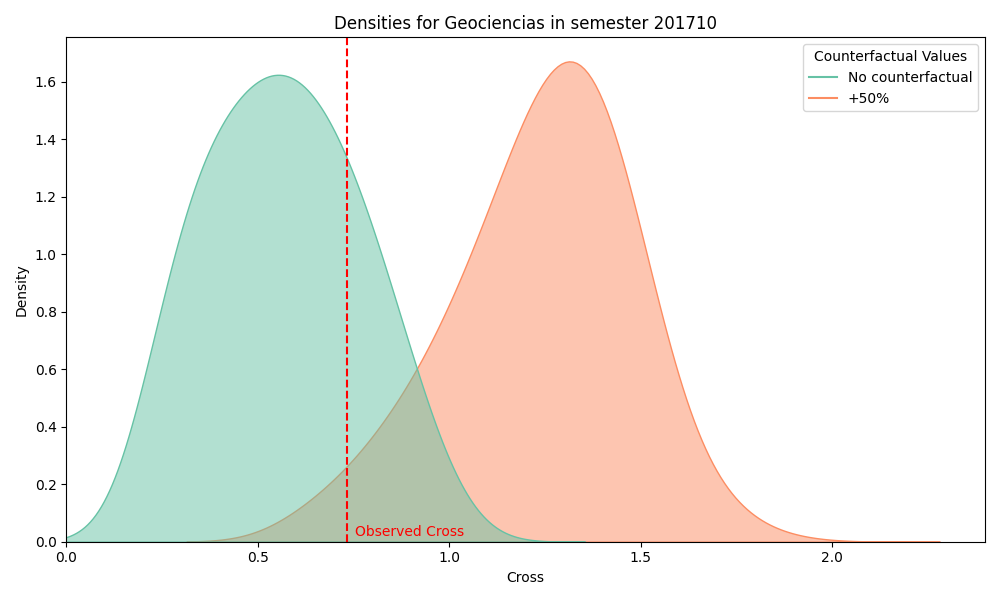 Densities for Geociencias in semester 201710
Counterfactual Values
No counterfactual
+50%
Density
1.6
1.4
1.2
1.0
0.8
0.6
0.4
0.2
0.0
Observed Cross
0.0 0.5 1.0 1.5 2.0
Cross